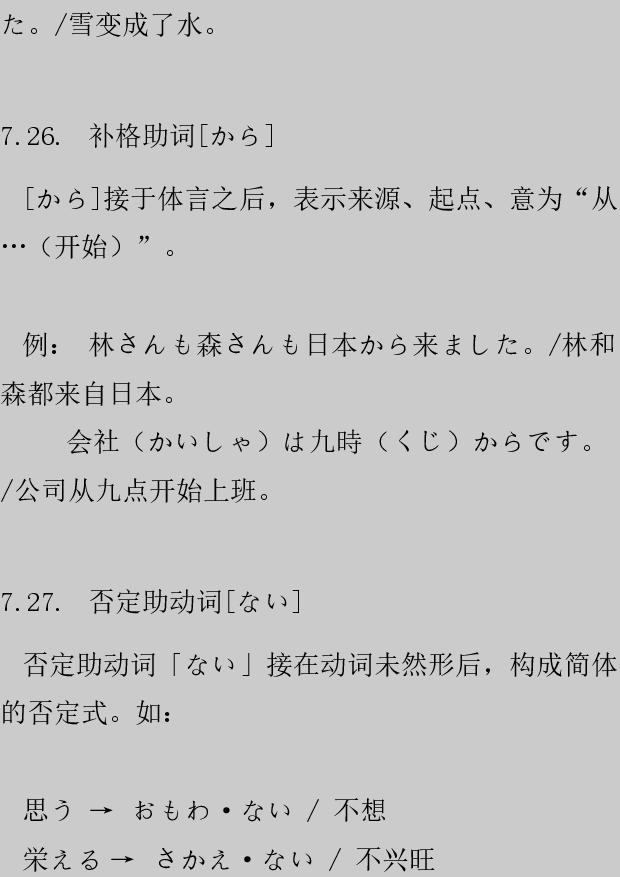 た。/雪变成了水。
7.26. 补格助词[から]
[から]接于体言之后，表示来源、起点、意为“从
…（开始）”。
例： 林さんも森さんも日本から来ました。/林和
森都来自日本。
会社（かいしゃ）は九時（くじ）からです。
/公司从九点开始上班。
7.27. 否定助动词[ない]
否定助动词「ない」接在动词未然形后，构成简体
的否定式。如：
思う → おもわ・ない / 不想
栄える→ さかえ・ない / 不兴旺